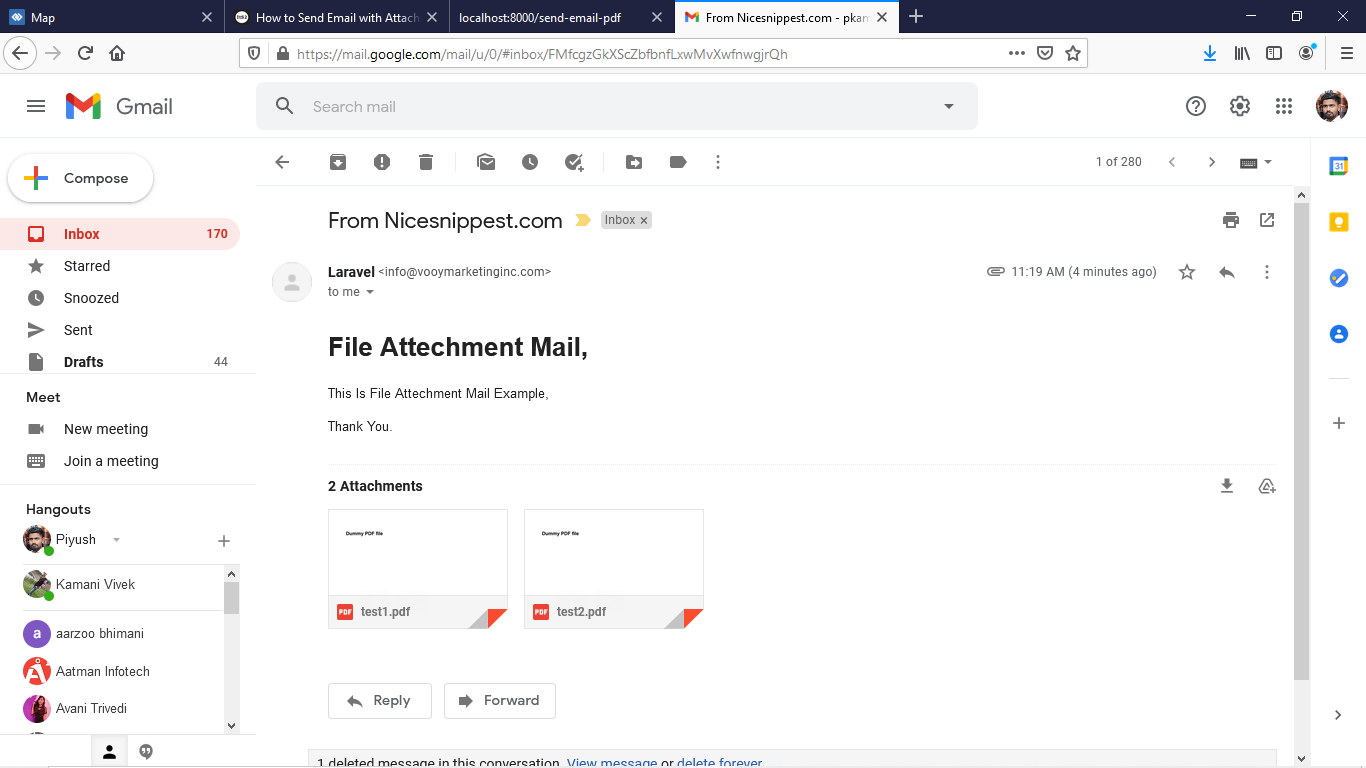 Map
How to Send Email with Attach
localhost:8000/send-email-pdf
From Nicesnippest.com - pkam
https://mail.google.com/mail/u/0/#inbox/FMfcgzGkXScZbfbnfLxwMvXwfnwgjrQh
Gmail
Search mail
Compose
1 of 280
31
Inbox 170
Starred
Snoozed
Sent
Drafts 44
Meet
New meeting
Join a meeting
Hangouts
Piyush
Kamani Vivek
a aarzoo bhimani
Aatman Infotech
Avani Trivedi
From Nicesnippest.com Inbox x
Laravel <info@vooymarketinginc.com> 11:19 AM (4 minutes ago)
to me
File Attechment Mail,
This Is File Attechment Mail Example,
Thank You.
2 Attachments
Dummy PDF file
Dummy PDF file
PDF test1.pdf
PDF test2.pdf
Reply
Forward
1 deleted message in this conversation. View message or delete forever